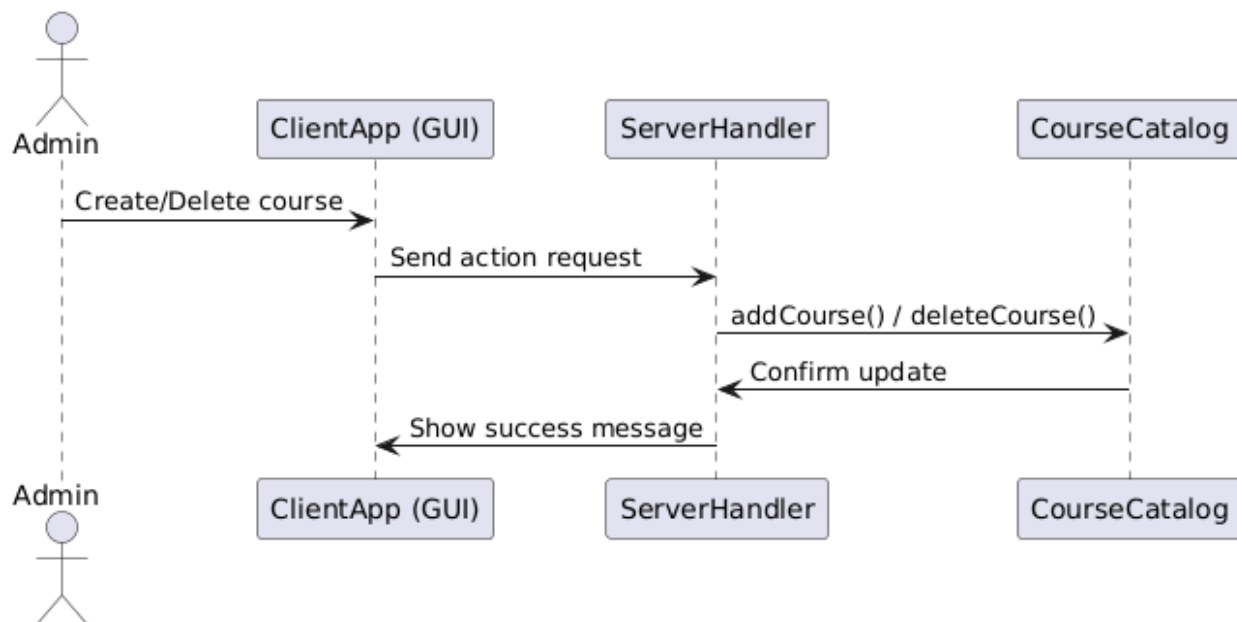 Admin
ClientApp (GUI)
ServerHandler
CourseCatalog
Create/Delete course
Send action request
addCourse() / deleteCourse()
Confirm update
Show success message
Admin
ClientApp (GUI)
ServerHandler
CourseCatalog